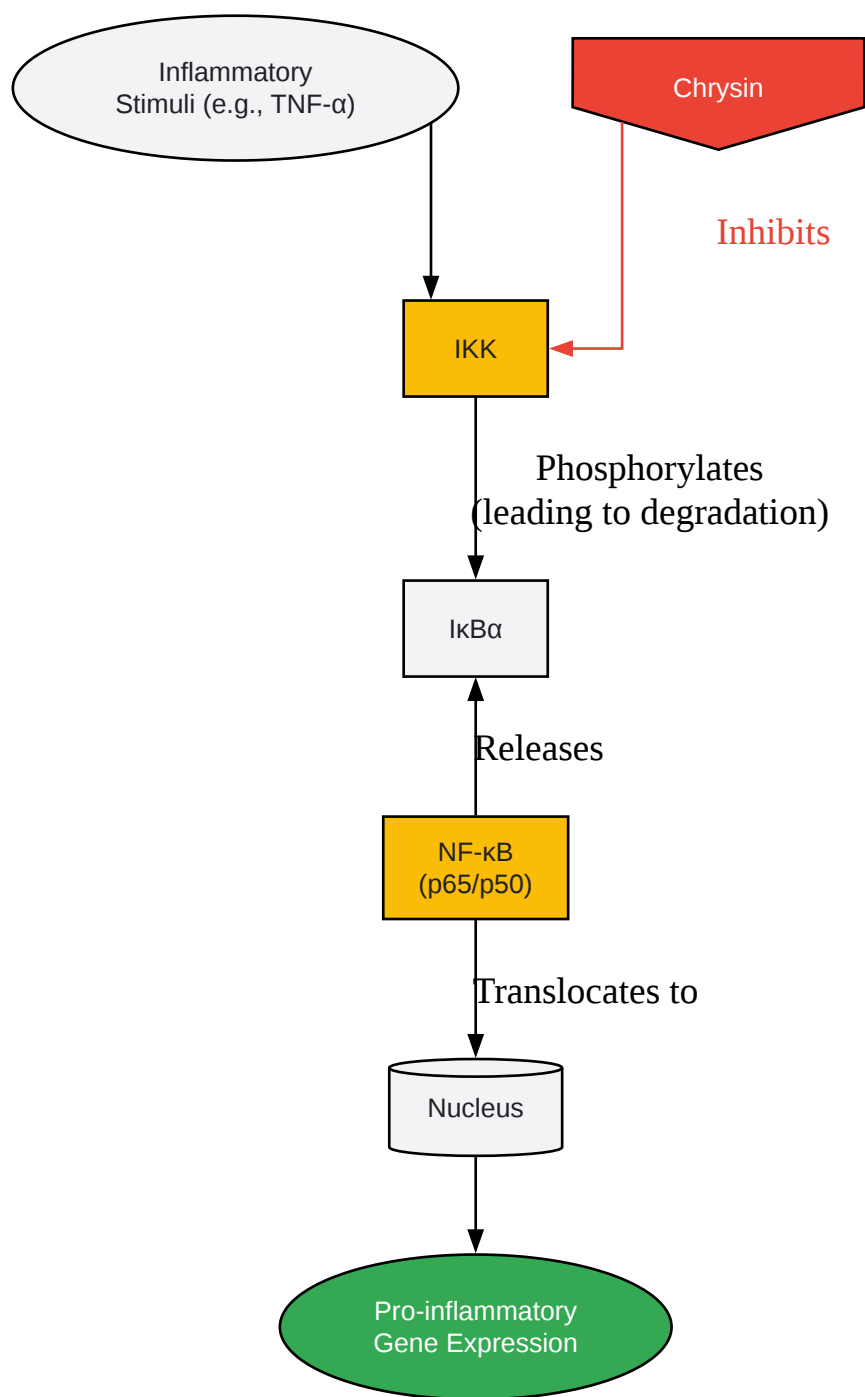 Inflammatory
Stimuli (e.g., TNF-α)
Chrysin
Inhibits
IKK
Phosphorylates
(leading to degradation)
IκBα
Releases
NF-κB
(p65/p50)
Translocates to
Nucleus
Pro-inflammatory
Gene Expression